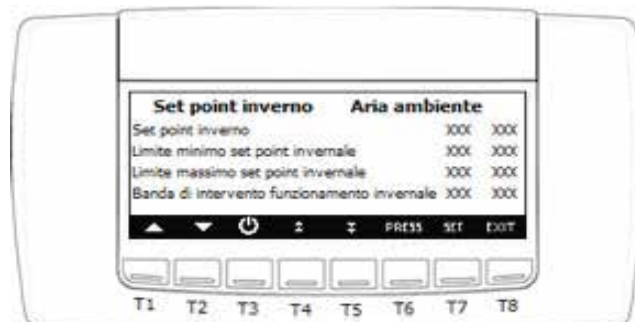 Set point inverno Aria ambiente
Set point inverno XXX XXX
Limite minimo set point invernale XXX XXX
Limite massimo set point invernale XXX XXX
Banda di intervento funzionamento invernale XXX XXX
PRESS SET EXIT
T1 T2 T3 T4 T5 T6 T7 T8